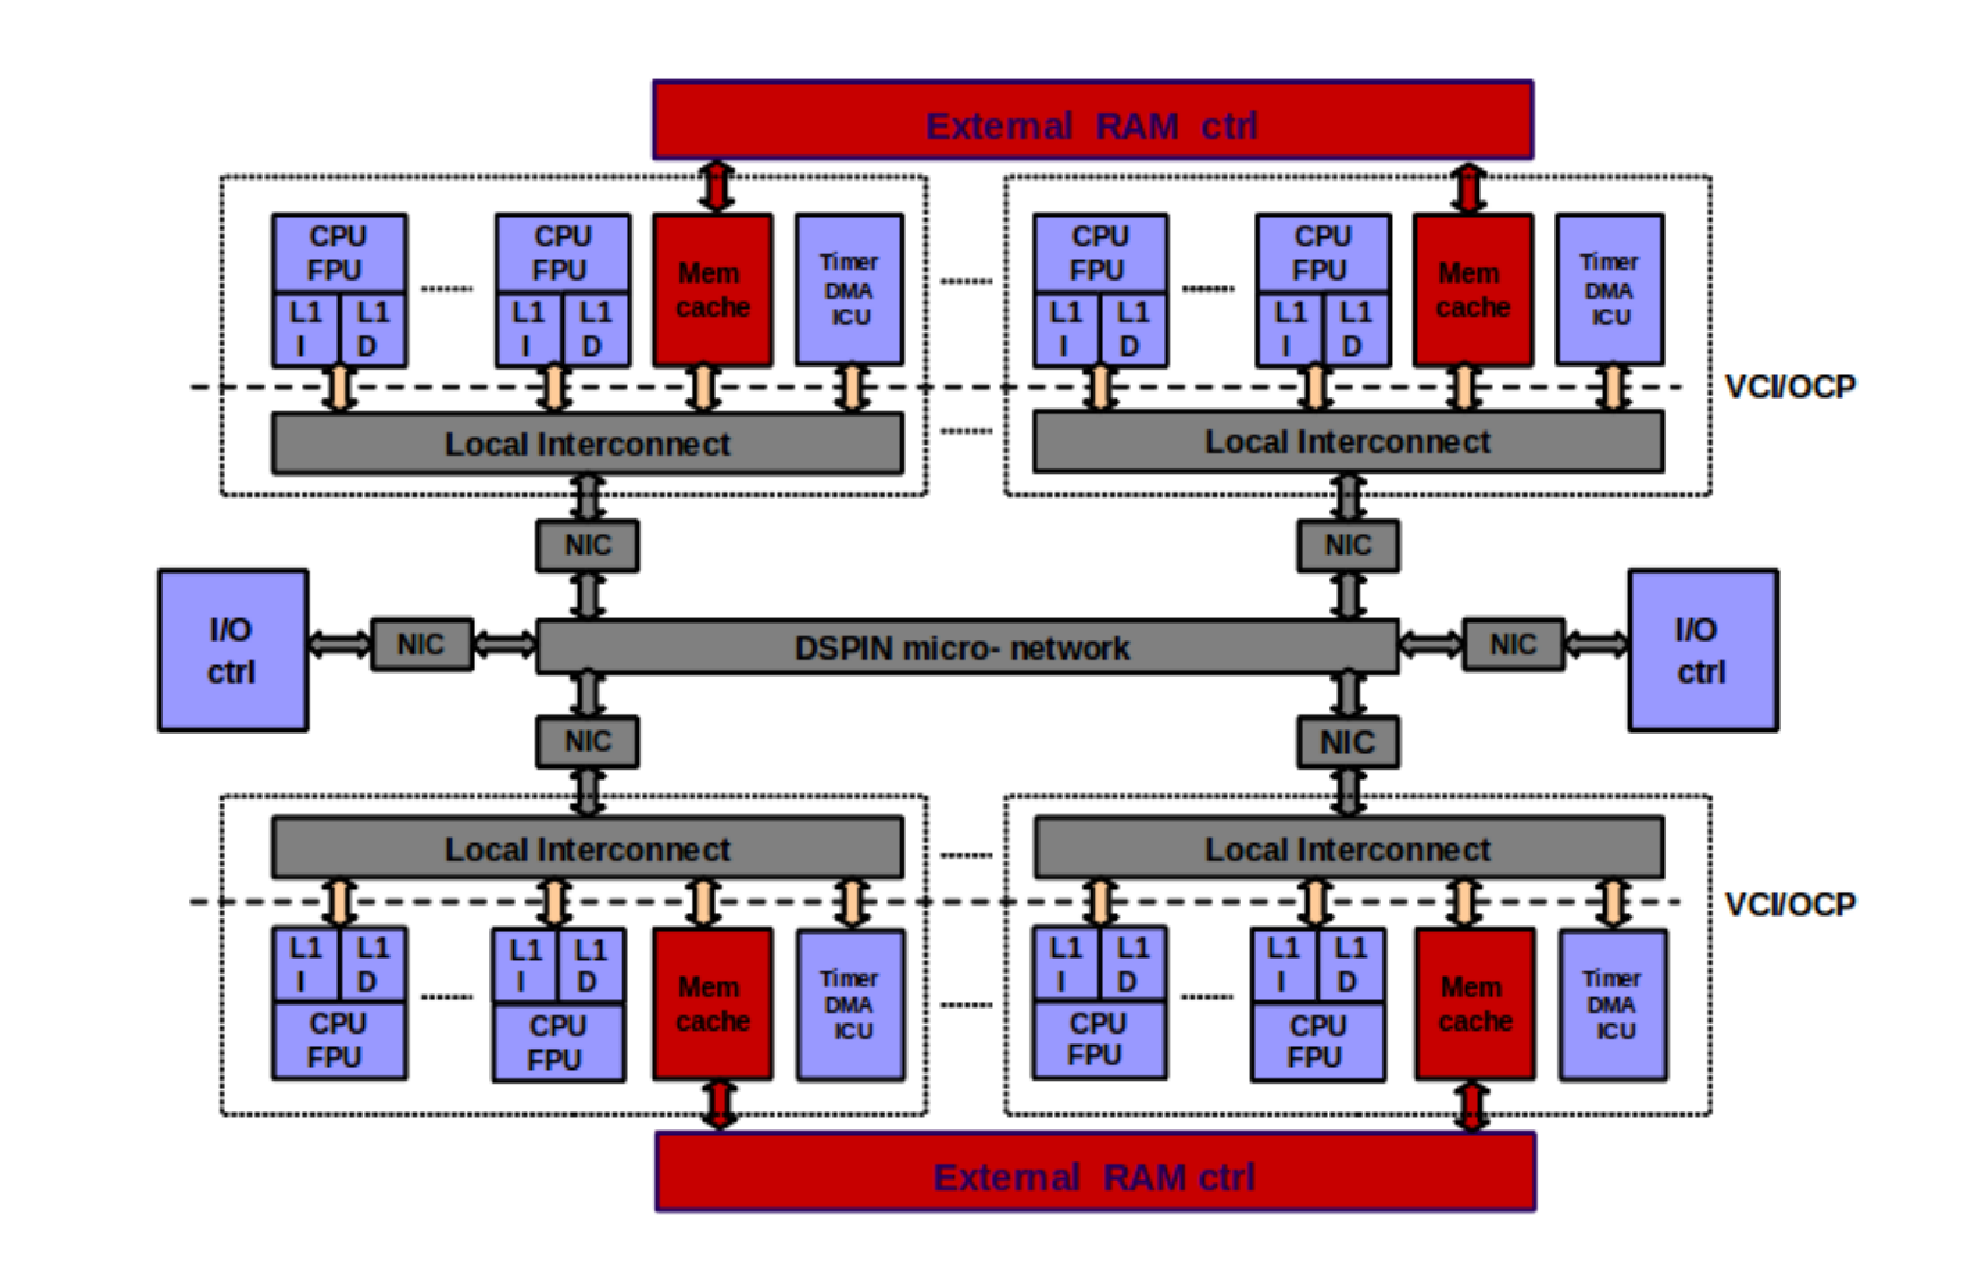 External RAM ctrl
CPU
FPU
L1
I
L1
D
CPU
FPU
L1
I
L1
D
Mem
cache
Timer
DMA
ICU
CPU
FPU
L1
I
L1
D
CPU
FPU
L1
I
L1
D
Mem
cache
Timer
DMA
ICU
VCI/OCP
Local Interconnect
Local Interconnect
NIC
NIC
I/O
ctrl
NIC
DSPIN micro- network
NIC
I/O
ctrl
NIC
NIC
Local Interconnect
Local Interconnect
VCI/OCP
L1
I
L1
D
CPU
FPU
L1
I
L1
D
CPU
FPU
Mem
cache
Timer
DMA
ICU
L1
I
L1
D
CPU
FPU
L1
I
L1
D
CPU
FPU
Mem
cache
Timer
DMA
ICU
External RAM ctrl